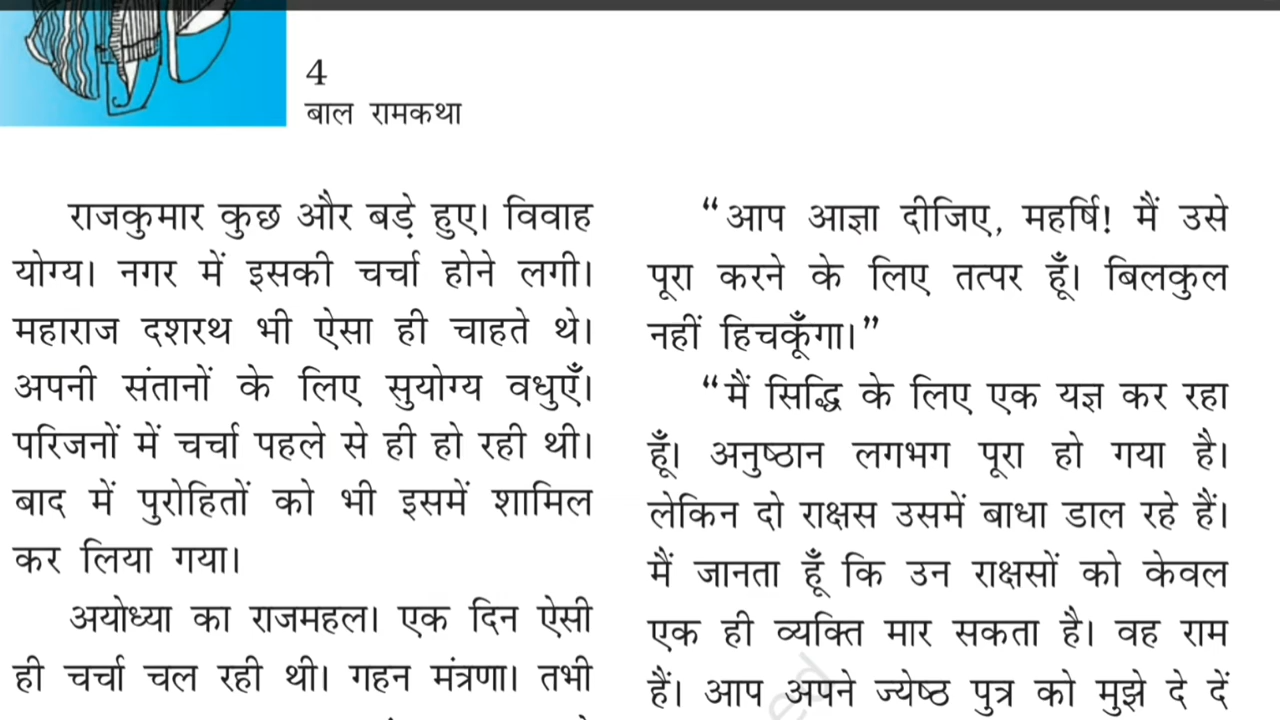 4
बाल रामकथा
राजकुमार कुछ और बड़े हुए। विवाह
योग्य। नगर में इसकी चर्चा होने लगी।
महाराज दशरथ भी ऐसा ही चाहते थे।
अपनी संतानों के लिए सुयोग्य वधुएँ।
परिजनों में चर्चा पहले से ही हो रही थी।
बाद में पुरोहितों को भी इसमें शामिल
कर लिया गया।
अयोध्या का राजमहल। एक दिन ऐसी
ही चर्चा चल रही थी। गहन मंत्रणा। तभी
“आप आज्ञा दीजिए, महर्षि! मैं उसे
पूरा करने के लिए तत्पर हूँ। बिलकुल
नहीं हिचकूँगा।”
“मैं सिद्धि के लिए एक यज्ञ कर रहा
हूँ। अनुष्ठान लगभग पूरा हो गया है।
लेकिन दो राक्षस उसमें बाधा डाल रहे हैं।
मैं जानता हूँ कि उन राक्षसों को केवल
एक ही व्यक्ति मार सकता है। वह राम
हैं। आप अपने ज्येष्ठ पुत्र को मुझे दे दें